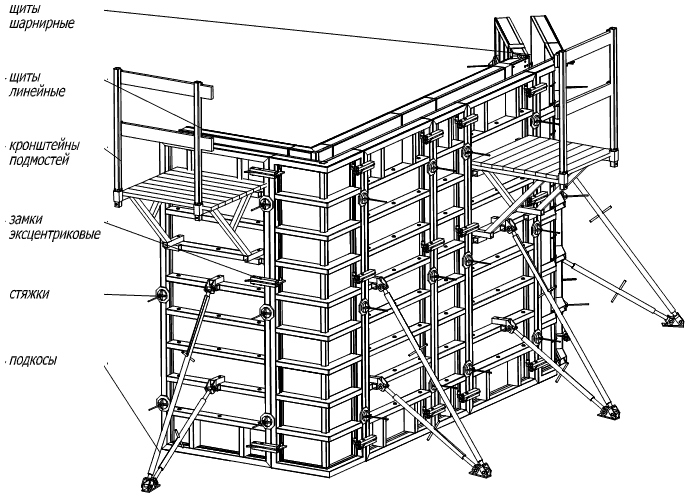 щиты
шарнирные
щиты
линейные
кронштейны
подмостей
замки
эксцентриковые
стяжки
подкосы